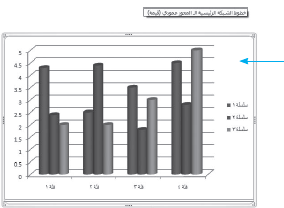 خطوط الشبكة الرئيسية لـ المحور عمودي (قيمة)
5
4.5
4
3.5
3
2.5
2
1.5
1
0.5
0
فئة ١
فئة ٢
فئة ٣
فئة ٤
سلسلة ١
سلسلة ٢
سلسلة ٣